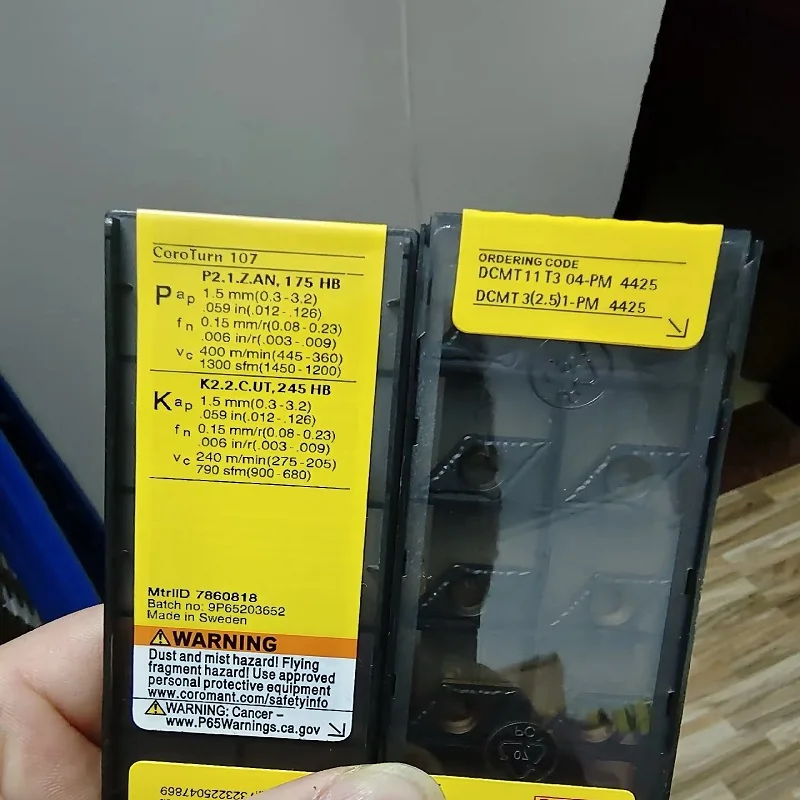 CoroTurn 107
P2.1.Z.AN, 175 HB
P ap 1.5 mm(0.3-3.2)
.059 in(.012-.126)
fn 0.15 mm/r(0.08-0.23)
.006 in/r(.003-.009)
vc 400 m/min(445-360)
1300 sfm(1450-1200)
K2.2.C.UT, 245 HB
K ap 1.5 mm(0.3-3.2)
.059 in(.012-.126)
fn 0.15 mm/r(0.08-0.23)
.006 in/r(.003-.009)
vc 240 m/min(275-205)
790 sfm(900-680)
MtrlID 7860818
Batch no: 9P65203652
Made in Sweden
WARNING
Dust and mist hazard! Flying
fragment hazard! Use approved
personal protective equipment
www.coromant.com/safetyinfo
WARNING: Cancer –
www.P65Warnings.ca.gov
ORDERING CODE
DCMT 11 T3 04-PM 4425
DCMT 3(2.5)1-PM 4425
PC
07